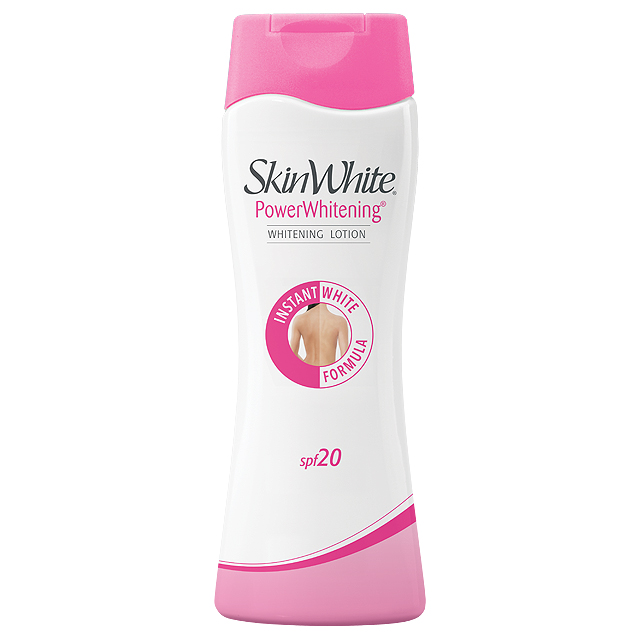 SkinWhite®
PowerWhitening®
WHITENING LOTION
INSTANT WHITE
FORMULA
spf20